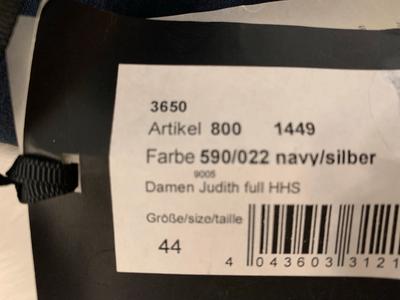 3650
Artikel 800 1449
Farbe 590/022 navy/silber
9005
Damen Judith full HHS
Größe/size/taille
44
4 043603 3121